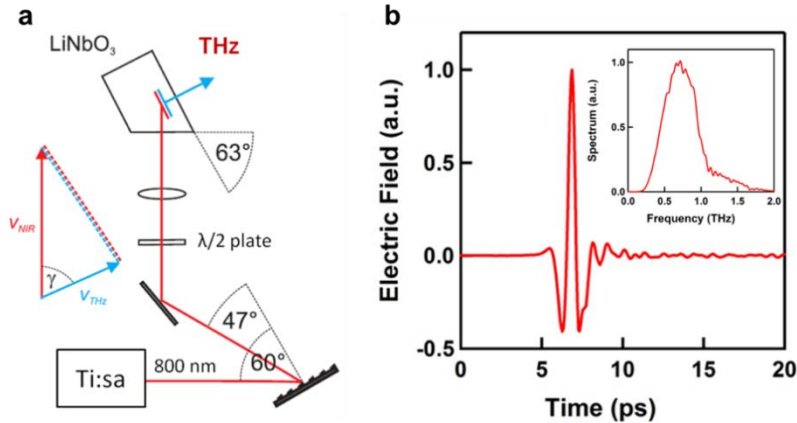 a
LiNbO₃
THz
63°
v_NIR
γ
v_THz
λ/2 plate
47°
60°
800 nm
Ti:sa
b
Electric Field (a.u.)
1.0
0.5
0.0
-0.5
0
5
10
15
20
Time (ps)
Spectrum (a.u.)
1.0
0.5
0.0
0.0
0.5
1.0
1.5
2.0
Frequency (THz)